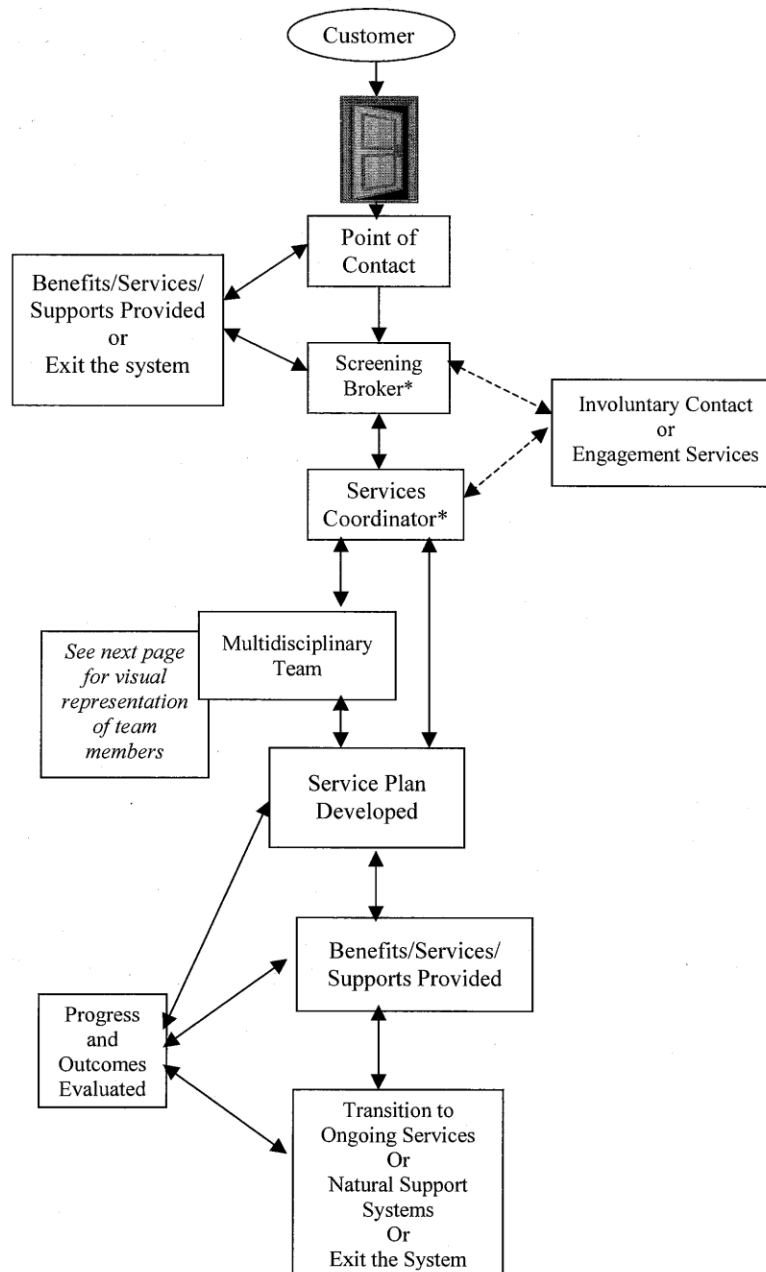 Customer
Point of
Contact
Benefits/Services/
Supports Provided
or
Exit the system
Screening
Broker*
Involuntary Contact
or
Engagement Services
Services
Coordinator*
See next page
for visual
representation
of team
members
Multidisciplinary
Team
Service Plan
Developed
Benefits/Services/
Supports Provided
Progress
and
Outcomes
Evaluated
Transition to
Ongoing Services
Or
Natural Support
Systems
Or
Exit the System